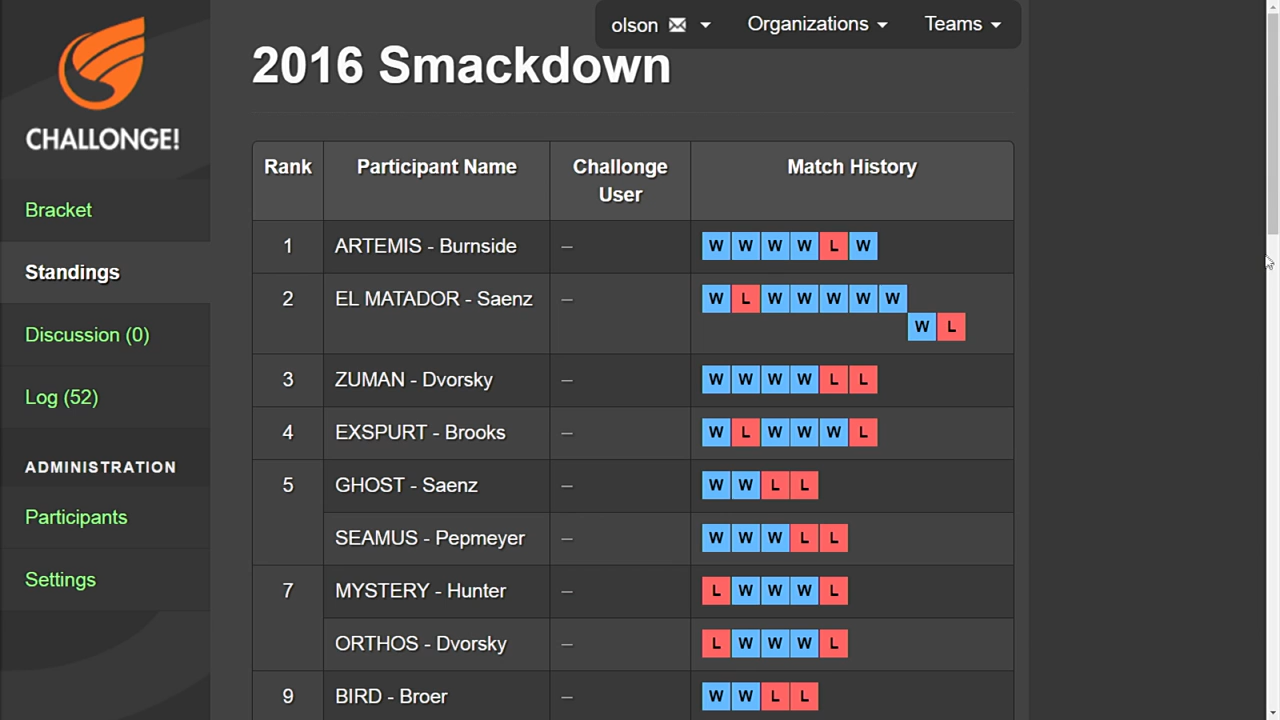 olson Organizations Teams
2016 Smackdown
CHALLONGE!
Bracket
Standings
Discussion (0)
Log (52)
ADMINISTRATION
Participants
Settings
Rank Participant Name Challonge User Match History
1 ARTEMIS - Burnside – W W W W L W
2 EL MATADOR - Saenz – W L W W W W W
W L
3 ZUMAN - Dvorsky – W W W W L L
4 EXSPURT - Brooks – W L W W W L
5 GHOST - Saenz – W W L L
SEAMUS - Pepmeyer – W W W L L
7 MYSTERY - Hunter – L W W W L
ORTHOS - Dvorsky – L W W W L
9 BIRD - Broer – W W L L